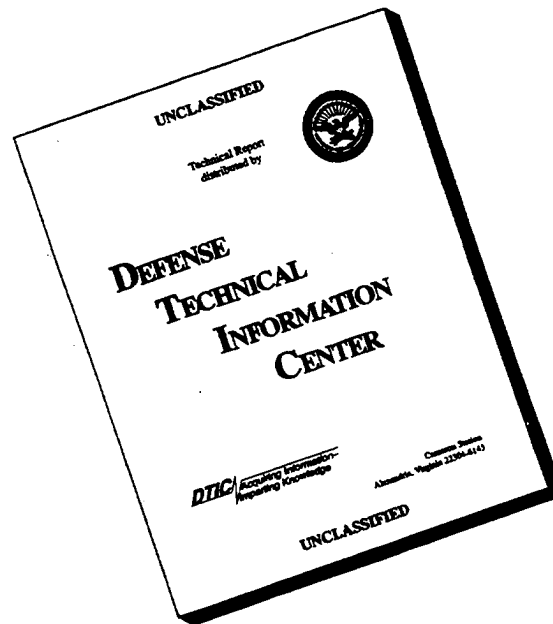 UNCLASSIFIED
Technical Report
distributed by
DEFENSE
TECHNICAL
INFORMATION
CENTER
DTIC
Acquiring Information–
Imparting Knowledge
Cameron Station
Alexandria, Virginia 22304-6145
UNCLASSIFIED